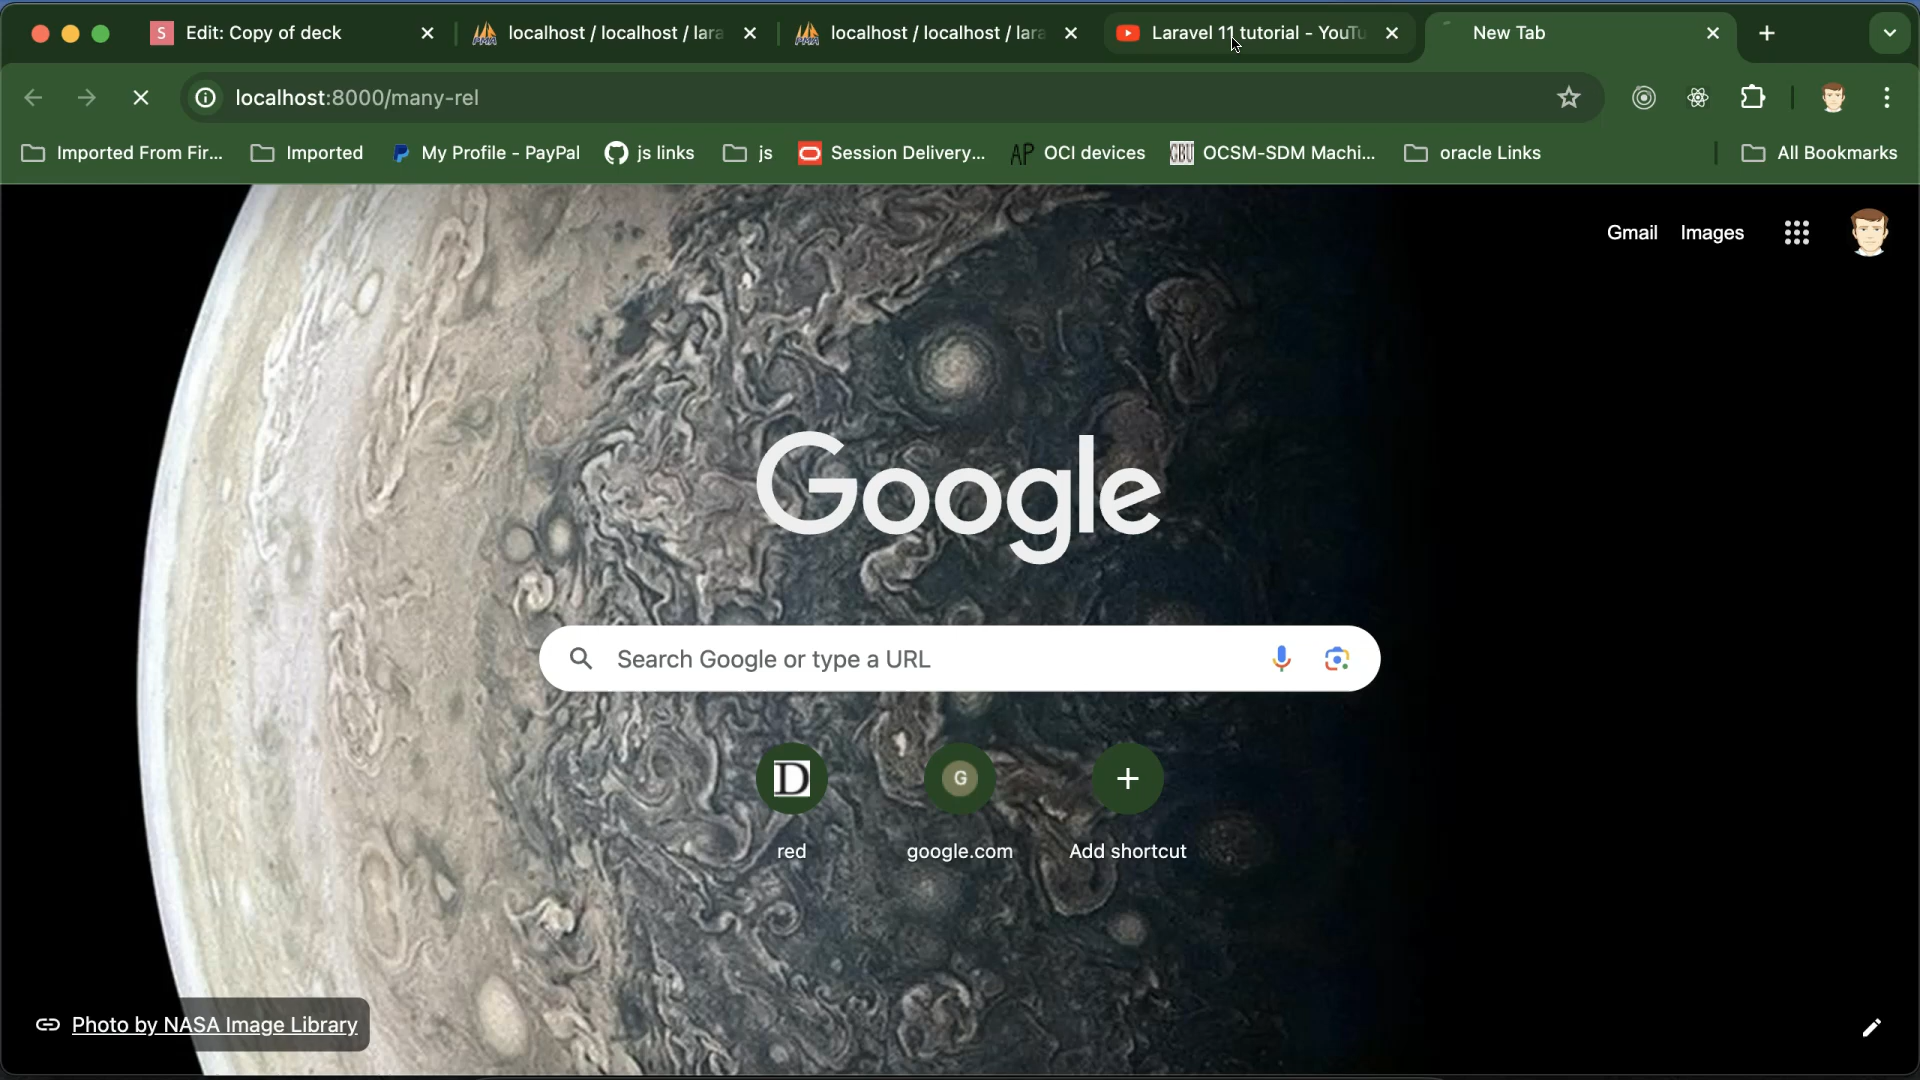 Edit: Copy of deck
localhost / localhost / lara
localhost / localhost / lara
Laravel 11 tutorial - YouTu
New Tab
localhost:8000/many-rel
Imported From Fir...
Imported
My Profile - PayPal
js links
js
Session Delivery...
AP OCI devices
GBU OCSM-SDM Machi...
oracle Links
All Bookmarks
Gmail Images
Google
Search Google or type a URL
D
G
red
google.com
Add shortcut
Photo by NASA Image Library